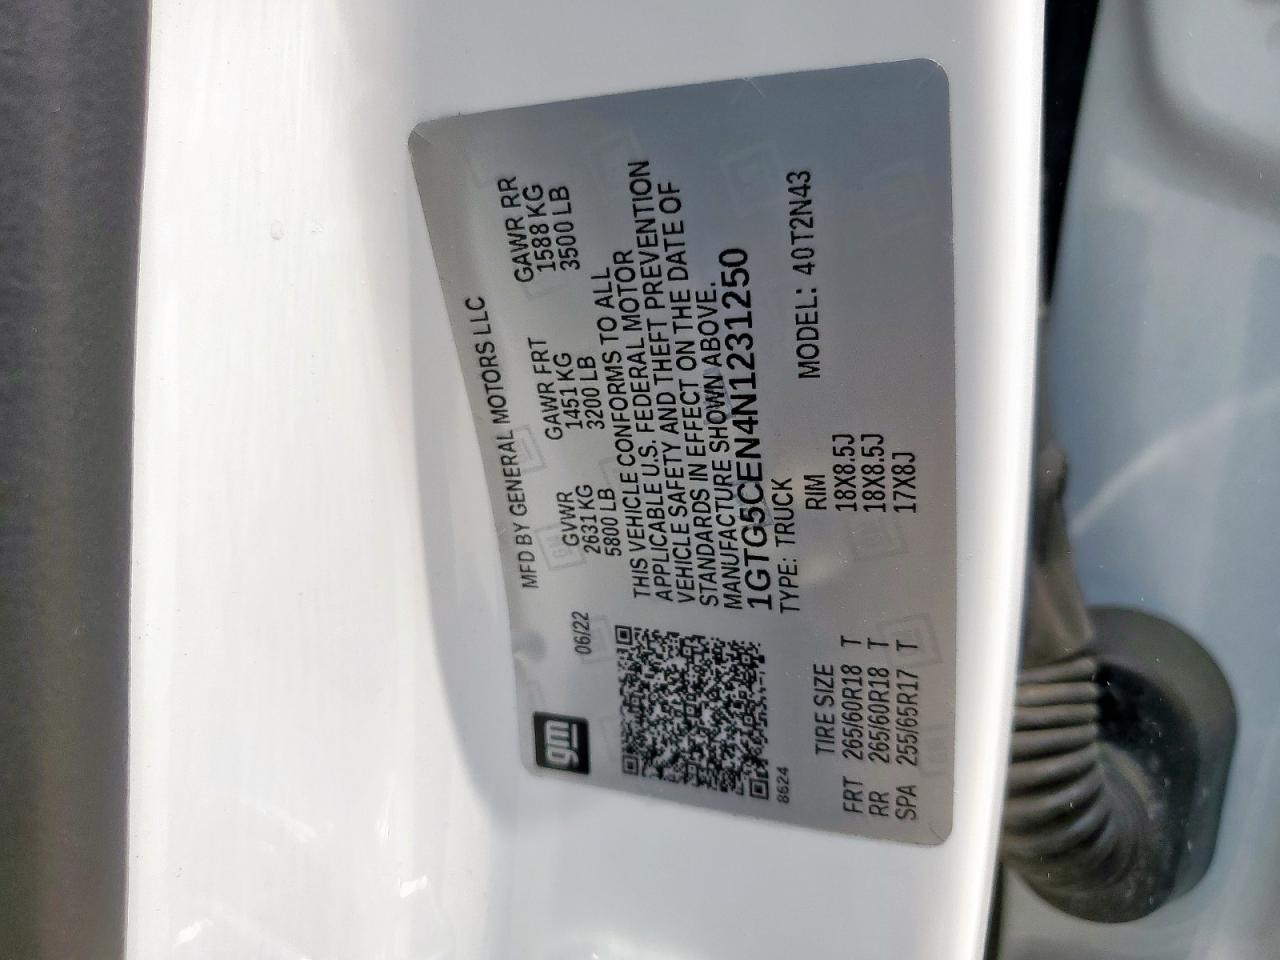 gm
MFD BY GENERAL MOTORS LLC
06/22
GVWR GAWR FRT GAWR RR
2631 KG 1451 KG 1588 KG
5800 LB 3200 LB 3500 LB
THIS VEHICLE CONFORMS TO ALL
APPLICABLE U.S. FEDERAL MOTOR
VEHICLE SAFETY AND THEFT PREVENTION
STANDARDS IN EFFECT ON THE DATE OF
MANUFACTURE SHOWN ABOVE.
1GTG5CEN4N1231250
8624
TYPE: TRUCK MODEL: 40T2N43
TIRE SIZE RIM
FRT 265/60R18 T 18X8.5J
RR 265/60R18 T 18X8.5J
SPA 255/65R17 T 17X8J